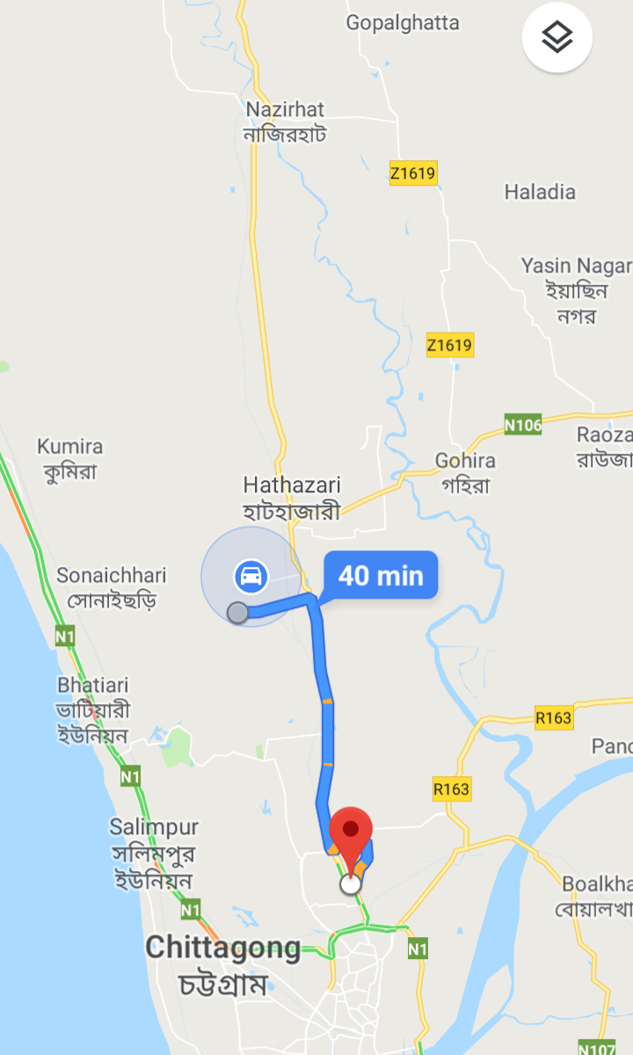 Gopalghatta
Nazirhat
নাজিরহাট
Z1619
Haladia
Yasin Nagar
ইয়াছিন
নগর
Z1619
N106
Kumira
কুমিরা
Gohira
গহিরা
Raoza
রাউজা
Hathazari
হাটহাজারী
40 min
Sonaichhari
সোনাইছড়ি
N1
Bhatiari
ভাটিয়ারী
ইউনিয়ন
R163
Pand
N1
R163
Salimpur
সলিমপুর
ইউনিয়ন
Boalkha
বোয়ালখা
N1
Chittagong
চট্টগ্রাম
N1
N107